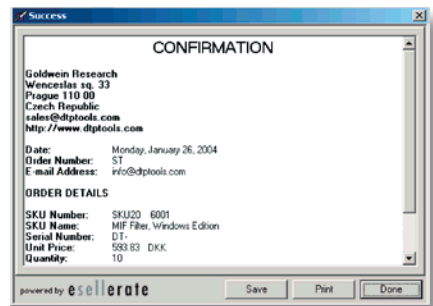 Success
CONFIRMATION
Goldwein Research
Wenceslas sq. 33
Prague 110 00
Czech Republic
sales@dtptools.com
http://www.dtptools.com
Date: Monday, January 26, 2004
Order Number: ST
E-mail Address: info@dtptools.com
ORDER DETAILS
SKU Number: SKU20 6001
SKU Name: MIF Filter, Windows Edition
Serial Number: DT-
Unit Price: 593.83 DKK
Quantity: 10
powered by esellerate Save Print Done